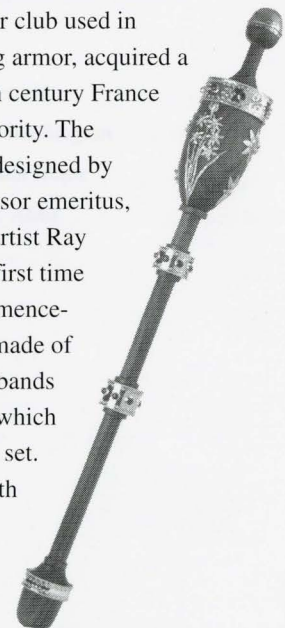 r club used in
g armor, acquired a
century France
ority. The
designed by
sor emeritus,
rtist Ray
first time
mence-
made of
bands
which
set.
th